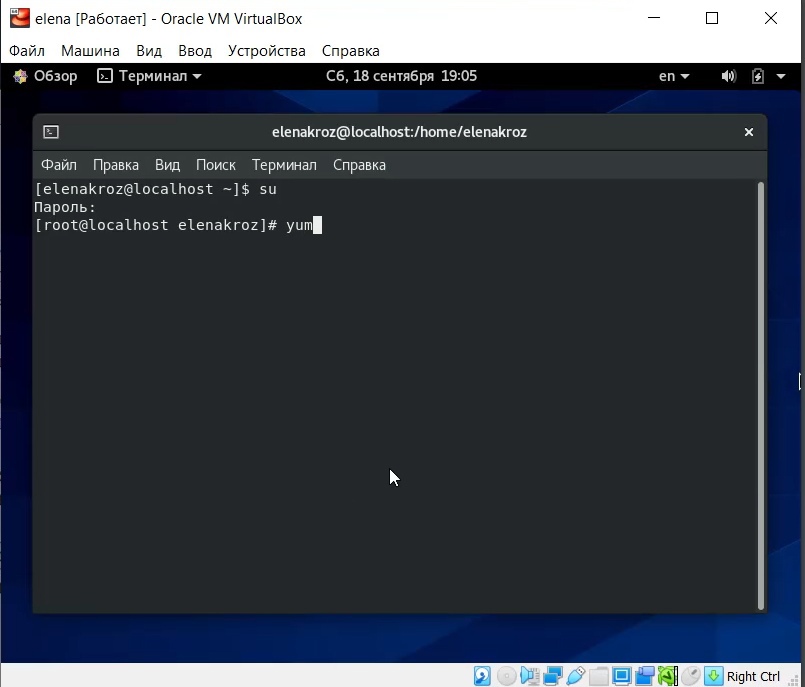 elena [Работает] - Oracle VM VirtualBox
Файл Машина Вид Ввод Устройства Справка
Обзор Терминал Сб, 18 сентября 19:05 en
elenakroz@localhost:/home/elenakroz
Файл Правка Вид Поиск Терминал Справка
[elenakroz@localhost ~]$ su
Пароль:
[root@localhost elenakroz]# yum
Right Ctrl